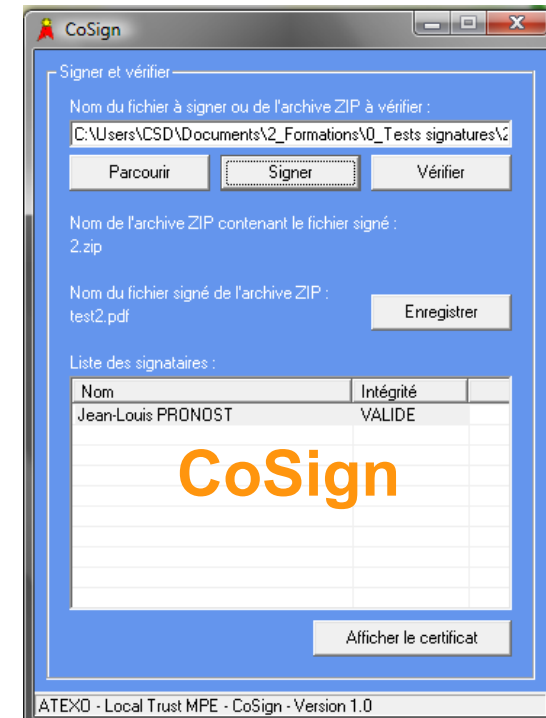 CoSign
Signer et vérifier
Nom du fichier à signer ou de l'archive ZIP à vérifier :
C:\Users\CSD\Documents\2_Formations\0_Tests signatures\2
Parcourir Signer Vérifier
Nom de l'archive ZIP contenant le fichier signé :
2.zip
Nom du fichier signé de l'archive ZIP :
test2.pdf
Enregistrer
Liste des signataires :
Nom Intégrité
Jean-Louis PRONOST VALIDE
CoSign
Afficher le certificat
ATEXO - Local Trust MPE - CoSign - Version 1.0